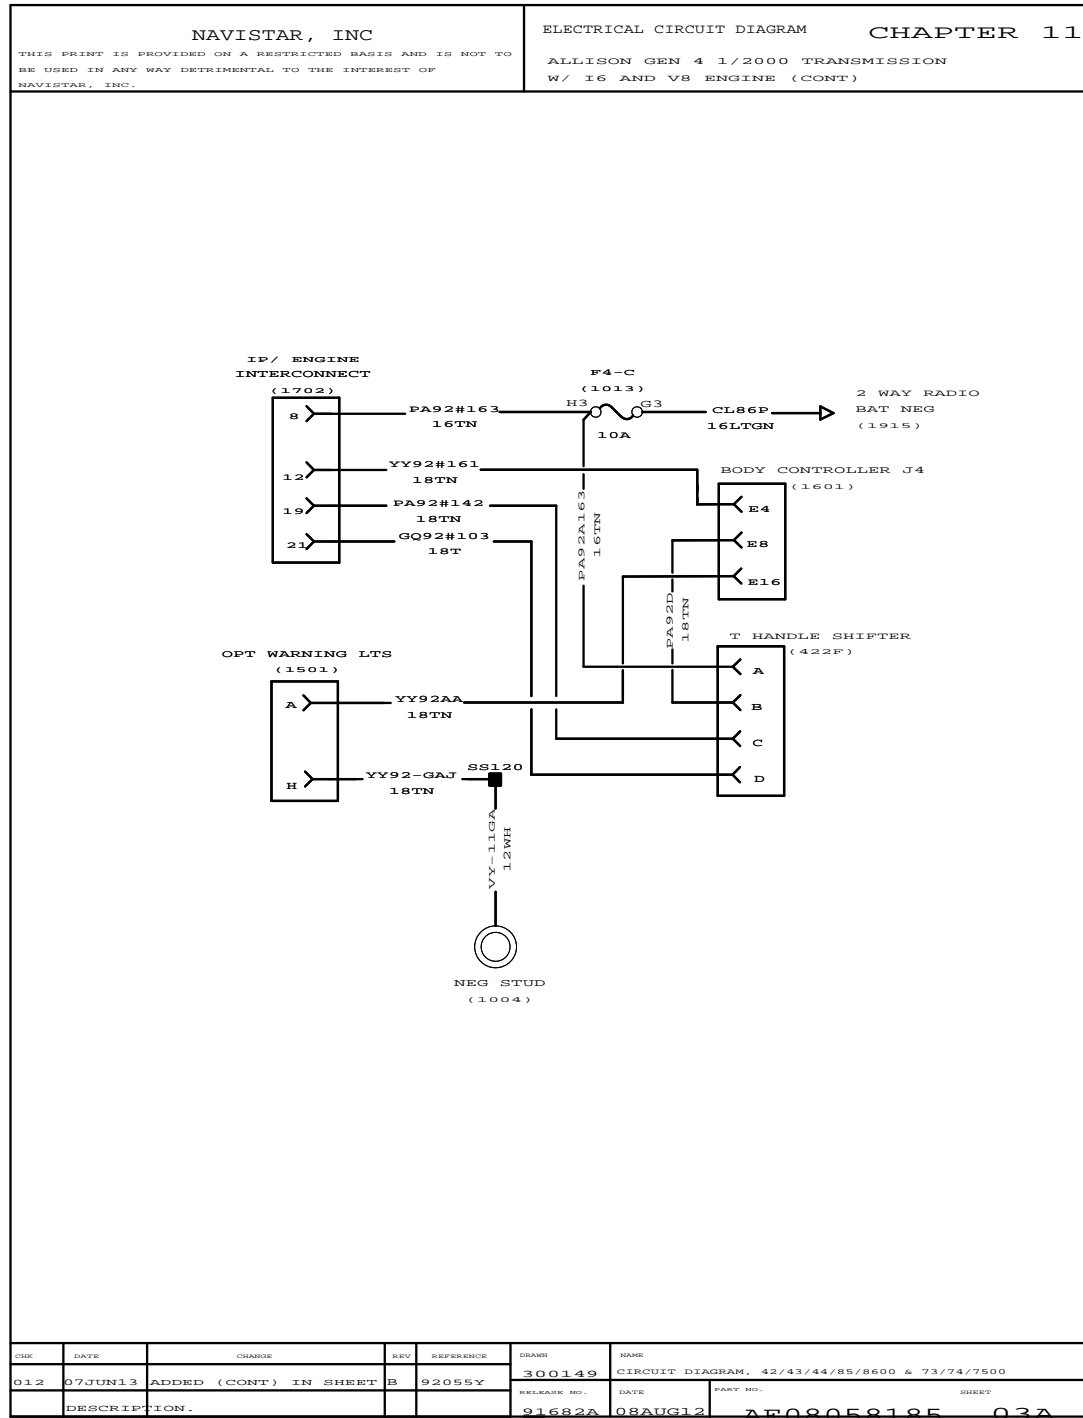 NAVISTAR, INC
THIS PRINT IS PROVIDED ON A RESTRICTED BASIS AND IS NOT TO
BE USED IN ANY WAY DETRIMENTAL TO THE INTEREST OF
NAVISTAR, INC.
ELECTRICAL CIRCUIT DIAGRAM
CHAPTER 11
ALLISON GEN 4 1/2000 TRANSMISSION
W/ I6 AND V8 ENGINE (CONT)
IP/ ENGINE
INTERCONNECT
(1702)
8
12
19
21
PA92#163
16TN
YY92#161
18TN
PA92#142
18TN
GQ92#103
18T
F4-C
(1013)
H3
G3
10A
CL86P
16LTGN
2 WAY RADIO
BAT NEG
(1915)
BODY CONTROLLER J4
(1601)
E4
E8
E16
PA92A163
16TN
PA92D
18TN
T HANDLE SHIFTER
(422F)
A
B
C
D
OPT WARNING LTS
(1501)
A
H
YY92AA
18TN
YY92-GAJ
18TN
SS120
VY-11GA
12WH
NEG STUD
(1004)
CHK DATE CHANGE REV REFERENCE
012 07JUN13 ADDED (CONT) IN SHEET B 92055Y
DESCRIPTION.
DRAWN
300149
NAME
CIRCUIT DIAGRAM, 42/43/44/85/8600 & 73/74/7500
RELEASE NO.
91682A
DATE
08AUG12
PART NO.
AE08058185
SHEET
03A